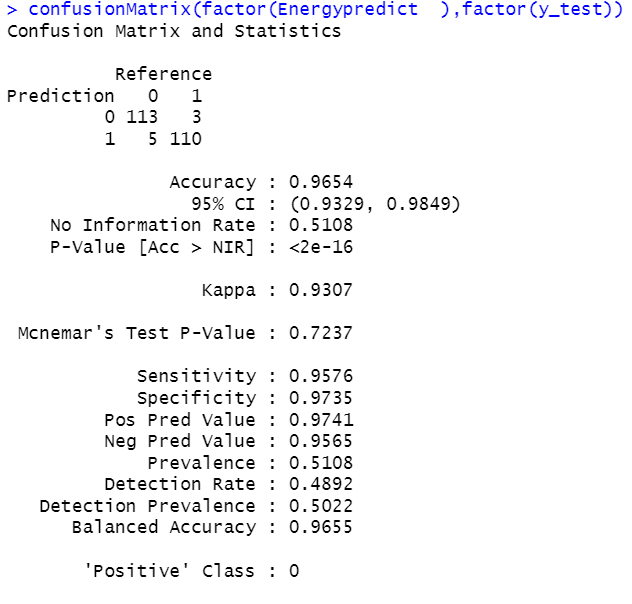 > confusionMatrix(factor(Energypredict  ),factor(y_test))
Confusion Matrix and Statistics

          Reference
Prediction   0   1
         0 113   3
         1   5 110

               Accuracy : 0.9654
                 95% CI : (0.9329, 0.9849)
    No Information Rate : 0.5108
    P-Value [Acc > NIR] : <2e-16

                  Kappa : 0.9307

 Mcnemar's Test P-Value : 0.7237

            Sensitivity : 0.9576
            Specificity : 0.9735
         Pos Pred Value : 0.9741
         Neg Pred Value : 0.9565
             Prevalence : 0.5108
         Detection Rate : 0.4892
   Detection Prevalence : 0.5022
      Balanced Accuracy : 0.9655

       'Positive' Class : 0